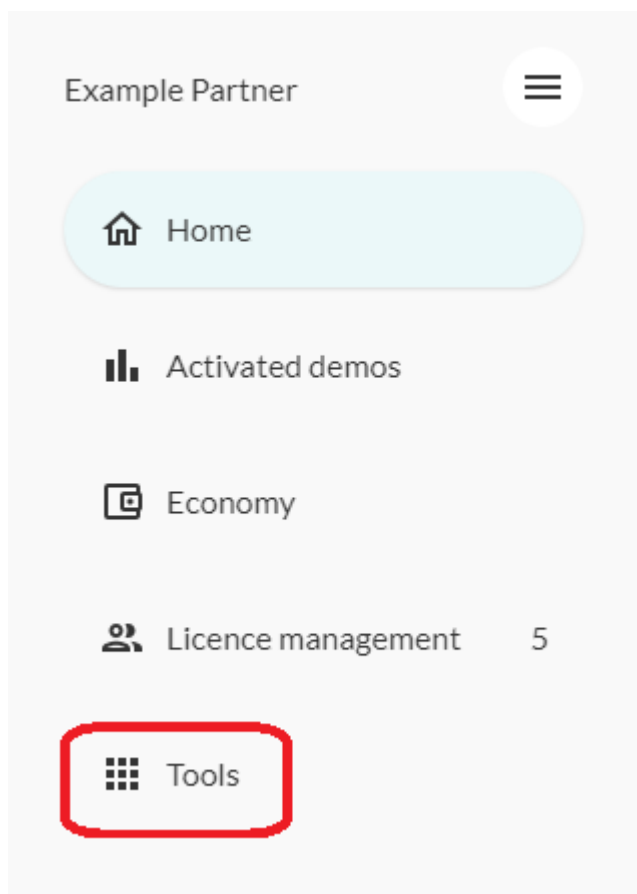 Example Partner
Home
Activated demos
Economy
Licence management 5
Tools